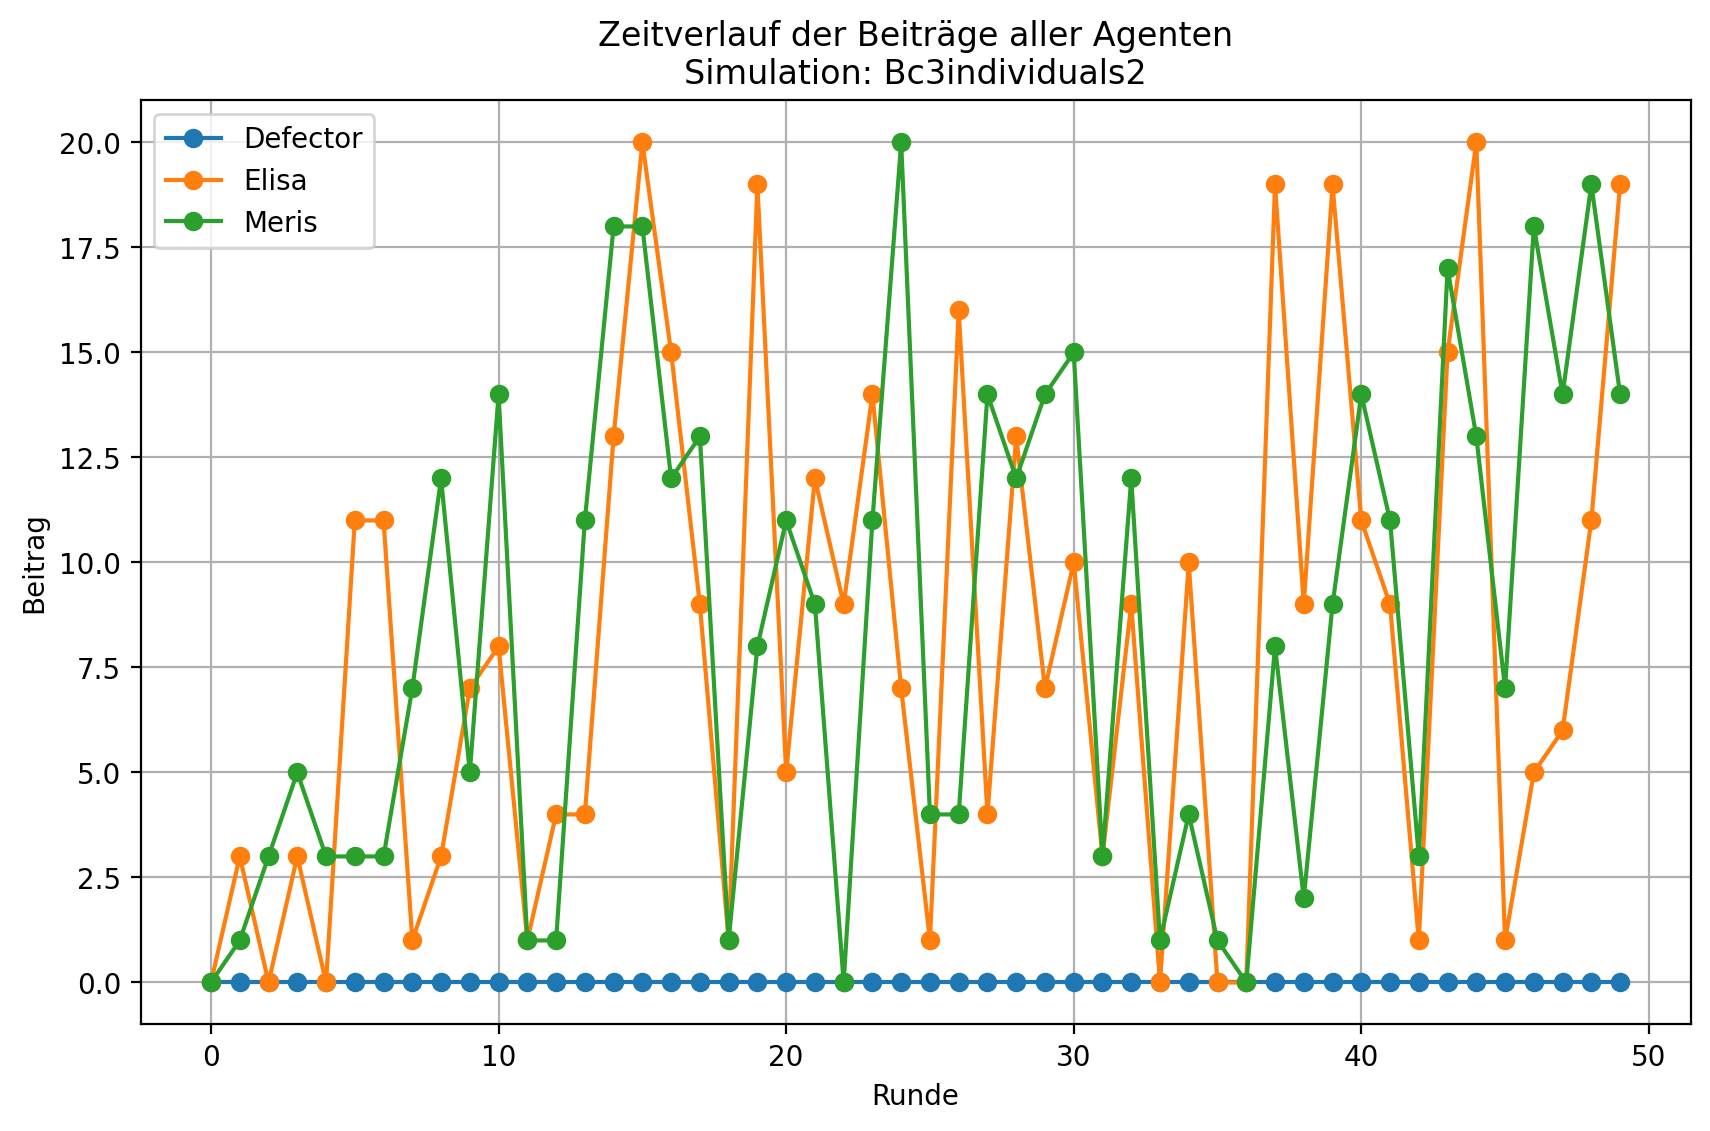 Zeitverlauf der Beiträge aller Agenten
Simulation: Bc3individuals2
Defector
Elisa
Meris
Beitrag
20.0
17.5
15.0
12.5
10.0
7.5
5.0
2.5
0.0
0
10
20
30
40
50
Runde